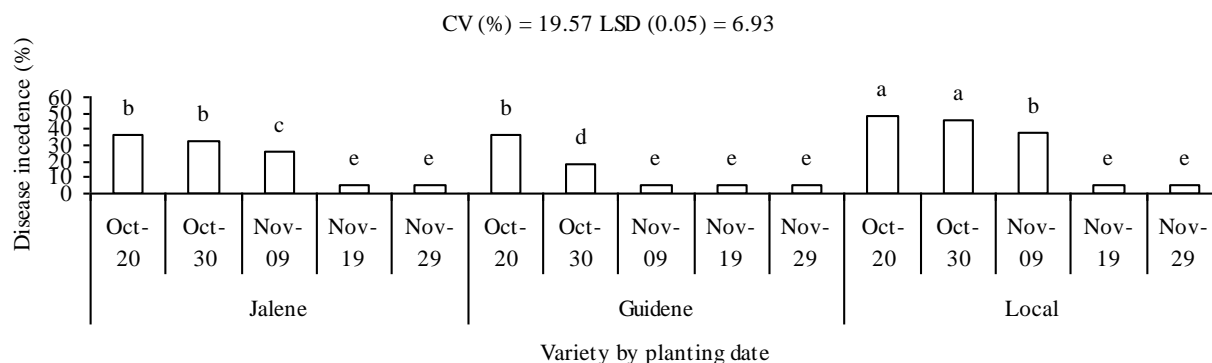 CV (%) = 19.57 LSD (0.05) = 6.93
Disease incedence (%)
60
50
40
30
20
10
0
b b c e e b d e e e a a b e e
Oct-20 Oct-30 Nov-09 Nov-19 Nov-29 Oct-20 Oct-30 Nov-09 Nov-19 Nov-29 Oct-20 Oct-30 Nov-09 Nov-19 Nov-29
Jalene Guidene Local
Variety by planting date